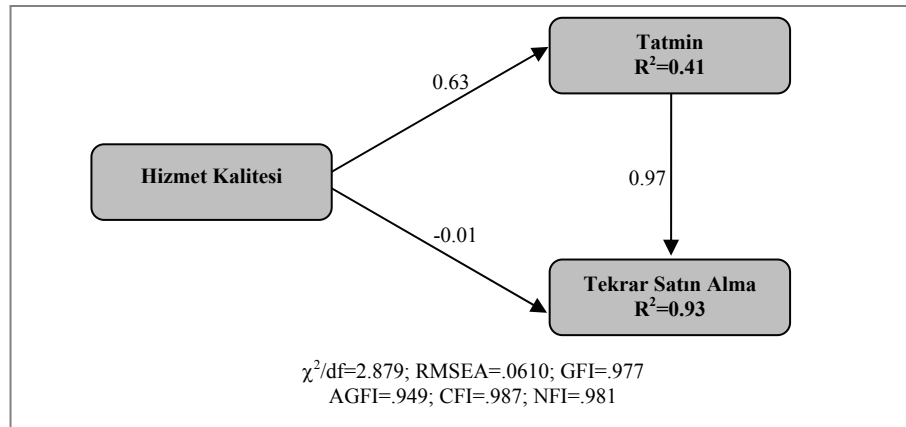 Tatmin
R²=0.41
0.63
Hizmet Kalitesi
0.97
-0.01
Tekrar Satın Alma
R²=0.93
χ²/df=2.879; RMSEA=.0610; GFI=.977
AGFI=.949; CFI=.987; NFI=.981